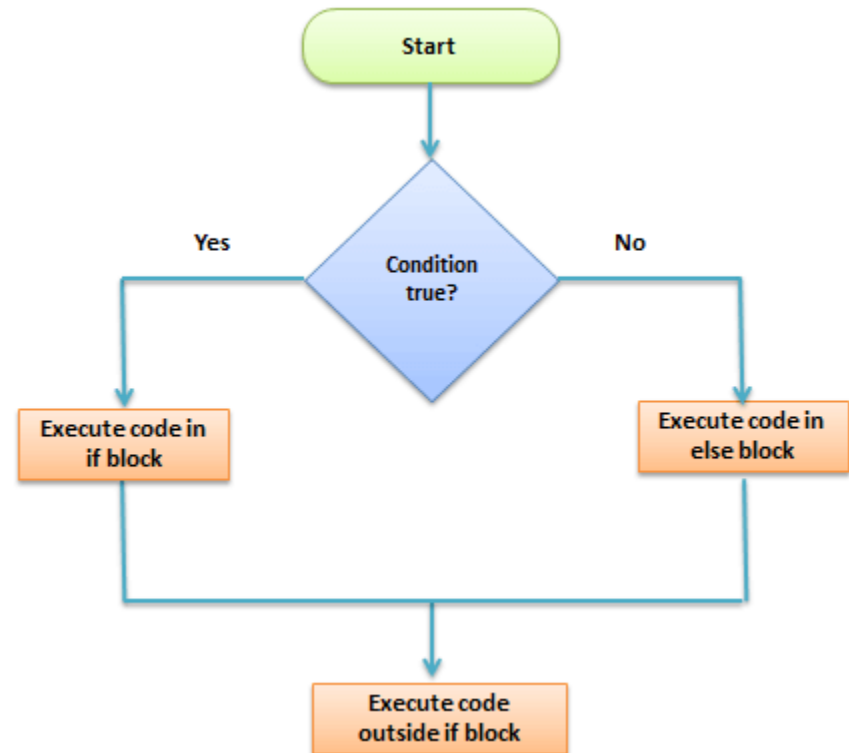 Start
Yes
No
Condition
true?
Execute code in
if block
Execute code in
else block
Execute code
outside if block